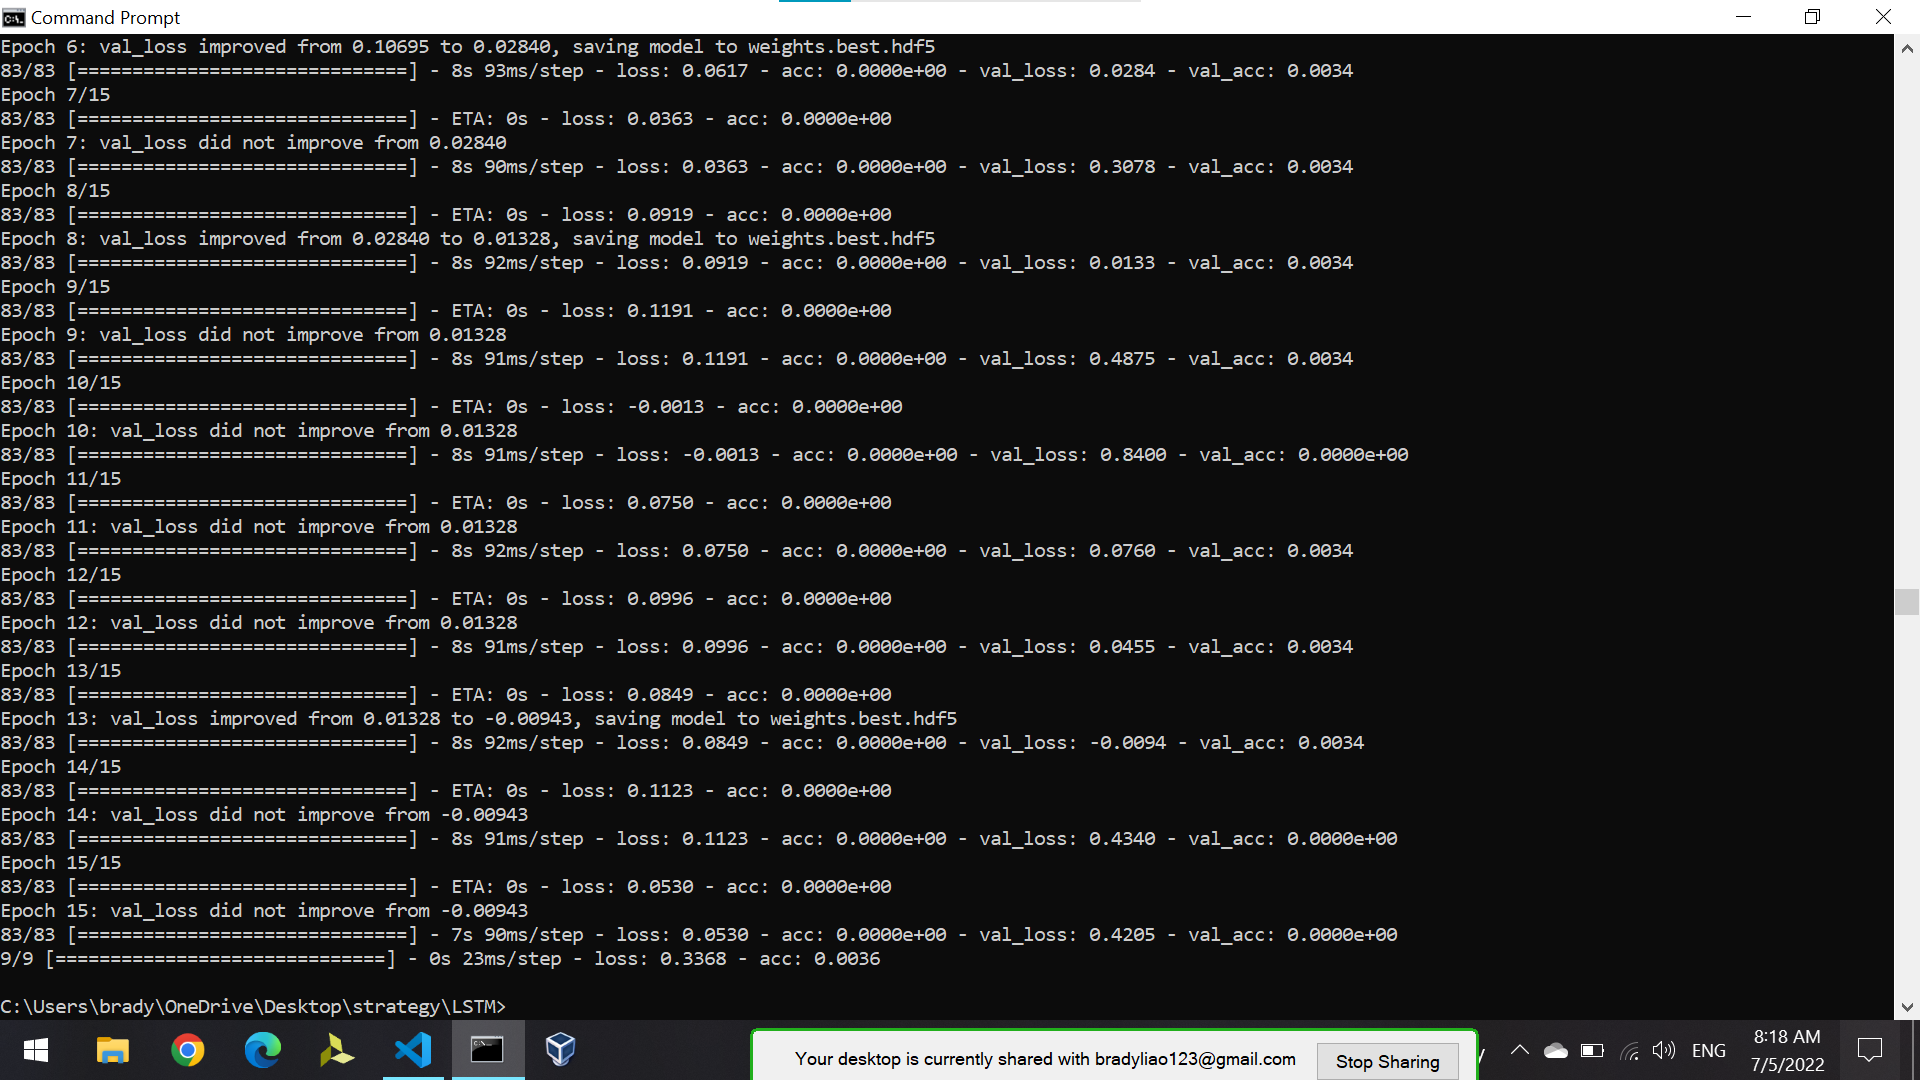 Command Prompt
Epoch 6: val_loss improved from 0.10695 to 0.02840, saving model to weights.best.hdf5
83/83 [==============================] - 8s 93ms/step - loss: 0.0617 - acc: 0.0000e+00 - val_loss: 0.0284 - val_acc: 0.0034
Epoch 7/15
83/83 [==============================] - ETA: 0s - loss: 0.0363 - acc: 0.0000e+00
Epoch 7: val_loss did not improve from 0.02840
83/83 [==============================] - 8s 90ms/step - loss: 0.0363 - acc: 0.0000e+00 - val_loss: 0.3078 - val_acc: 0.0034
Epoch 8/15
83/83 [==============================] - ETA: 0s - loss: 0.0919 - acc: 0.0000e+00
Epoch 8: val_loss improved from 0.02840 to 0.01328, saving model to weights.best.hdf5
83/83 [==============================] - 8s 92ms/step - loss: 0.0919 - acc: 0.0000e+00 - val_loss: 0.0133 - val_acc: 0.0034
Epoch 9/15
83/83 [==============================] - ETA: 0s - loss: 0.1191 - acc: 0.0000e+00
Epoch 9: val_loss did not improve from 0.01328
83/83 [==============================] - 8s 91ms/step - loss: 0.1191 - acc: 0.0000e+00 - val_loss: 0.4875 - val_acc: 0.0034
Epoch 10/15
83/83 [==============================] - ETA: 0s - loss: -0.0013 - acc: 0.0000e+00
Epoch 10: val_loss did not improve from 0.01328
83/83 [==============================] - 8s 91ms/step - loss: -0.0013 - acc: 0.0000e+00 - val_loss: 0.8400 - val_acc: 0.0000e+00
Epoch 11/15
83/83 [==============================] - ETA: 0s - loss: 0.0750 - acc: 0.0000e+00
Epoch 11: val_loss did not improve from 0.01328
83/83 [==============================] - 8s 92ms/step - loss: 0.0750 - acc: 0.0000e+00 - val_loss: 0.0760 - val_acc: 0.0034
Epoch 12/15
83/83 [==============================] - ETA: 0s - loss: 0.0996 - acc: 0.0000e+00
Epoch 12: val_loss did not improve from 0.01328
83/83 [==============================] - 8s 91ms/step - loss: 0.0996 - acc: 0.0000e+00 - val_loss: 0.0455 - val_acc: 0.0034
Epoch 13/15
83/83 [==============================] - ETA: 0s - loss: 0.0849 - acc: 0.0000e+00
Epoch 13: val_loss improved from 0.01328 to -0.00943, saving model to weights.best.hdf5
83/83 [==============================] - 8s 92ms/step - loss: 0.0849 - acc: 0.0000e+00 - val_loss: -0.0094 - val_acc: 0.0034
Epoch 14/15
83/83 [==============================] - ETA: 0s - loss: 0.1123 - acc: 0.0000e+00
Epoch 14: val_loss did not improve from -0.00943
83/83 [==============================] - 8s 91ms/step - loss: 0.1123 - acc: 0.0000e+00 - val_loss: 0.4340 - val_acc: 0.0000e+00
Epoch 15/15
83/83 [==============================] - ETA: 0s - loss: 0.0530 - acc: 0.0000e+00
Epoch 15: val_loss did not improve from -0.00943
83/83 [==============================] - 7s 90ms/step - loss: 0.0530 - acc: 0.0000e+00 - val_loss: 0.4205 - val_acc: 0.0000e+00
9/9 [==============================] - 0s 23ms/step - loss: 0.3368 - acc: 0.0036
C:\Users\brady\OneDrive\Desktop\strategy\LSTM>
Your desktop is currently shared with bradyliao123@gmail.com
Stop Sharing
ENG
8:18 AM
7/5/2022